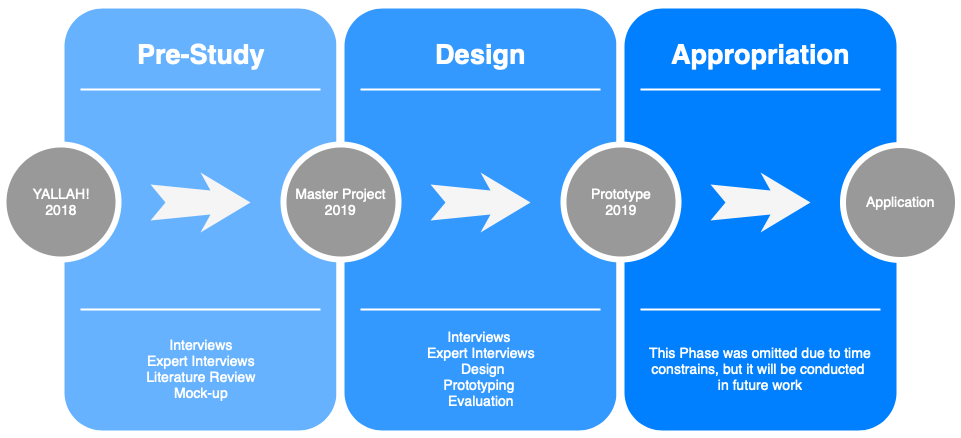 Pre-Study
Design
Appropriation
YALLAH!
2018
Master Project
2019
Prototype
2019
Application
Interviews
Expert Interviews
Literature Review
Mock-up
Interviews
Expert Interviews
Design
Prototyping
Evaluation
This Phase was omitted due to time
constrains, but it will be conducted
in future work